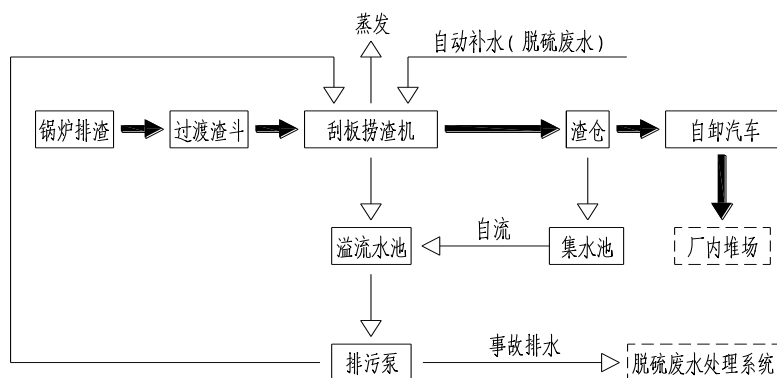 蒸发
自动补水(脱硫废水)
锅炉排渣
过渡渣斗
刮板捞渣机
渣仓
自卸汽车
溢流水池
自流
集水池
厂内堆场
排污泵
事故排水
脱硫废水处理系统